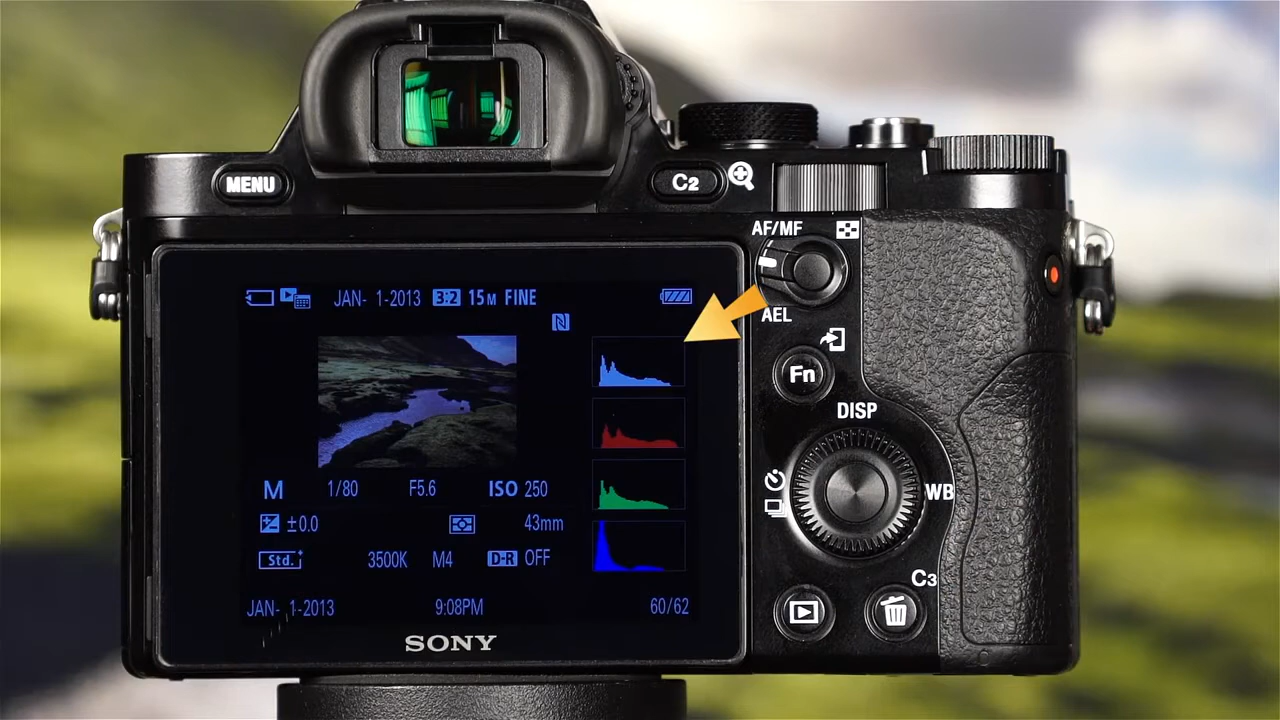 MENU
C2
AF/MF
AEL
JAN- 1-2013 3:2 15M FINE
N
Fn
DISP
M 1/80 F5.6 ISO 250
WB
±0.0 43mm
Std.+ 3500K M4 D-R OFF
C3
JAN- 1-2013 9:08PM 60/62
SONY